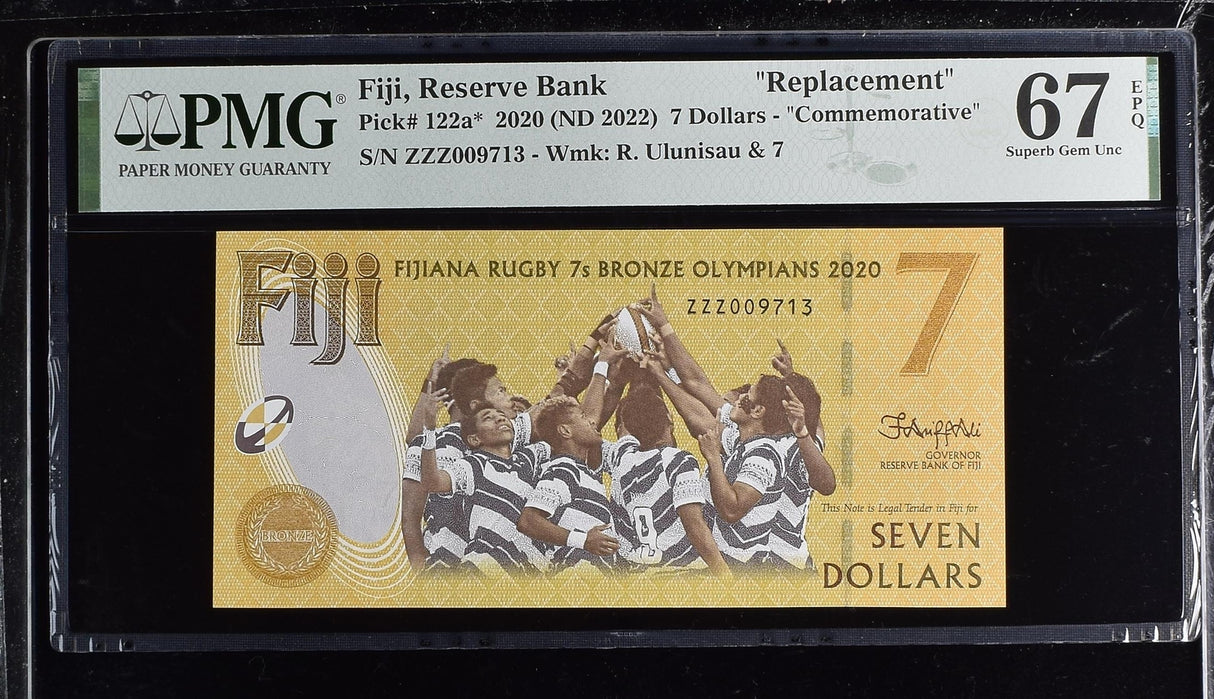 PMG®
PAPER MONEY GUARANTY
Fiji, Reserve Bank "Replacement"
Pick# 122a* 2020 (ND 2022) 7 Dollars - "Commemorative"
S/N ZZZ009713 - Wmk: R. Ulunisau & 7
67
Superb Gem Unc
EPQ
Fiji
FIJIANA RUGBY 7s BRONZE OLYMPIANS 2020
7
ZZZ009713
GOVERNOR
RESERVE BANK OF FIJI
This Note is Legal Tender in Fiji for
SEVEN
DOLLARS
BRONZE